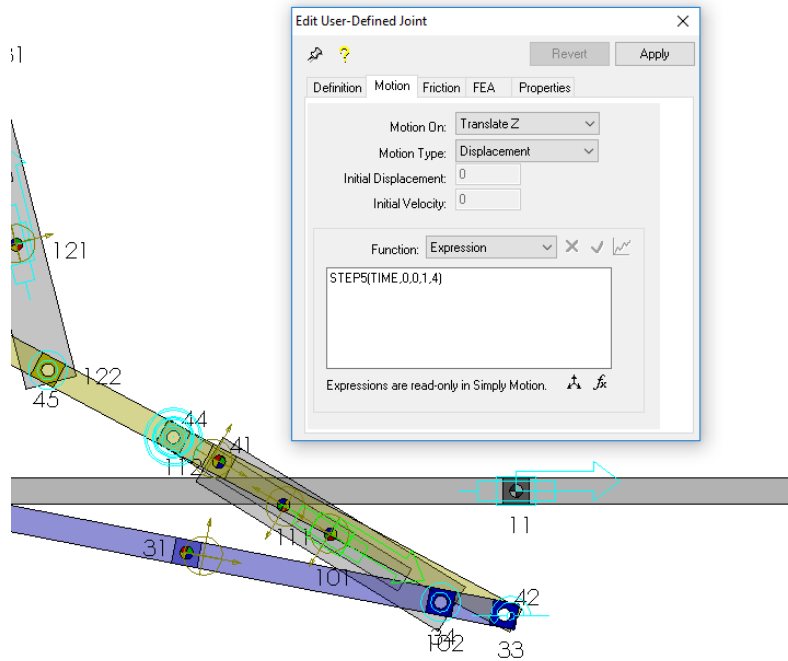 Edit User-Defined Joint
Revert
Apply
Definition
Motion
Friction
FEA
Properties
Motion On: Translate Z
Motion Type: Displacement
Initial Displacement: 0
Initial Velocity: 0
Function: Expression
STEP5(TIME,0,0,1,4)
Expressions are read-only in Simply Motion.
fx
121
122
45
44
41
112
11
31
111
101
42
34
102
33